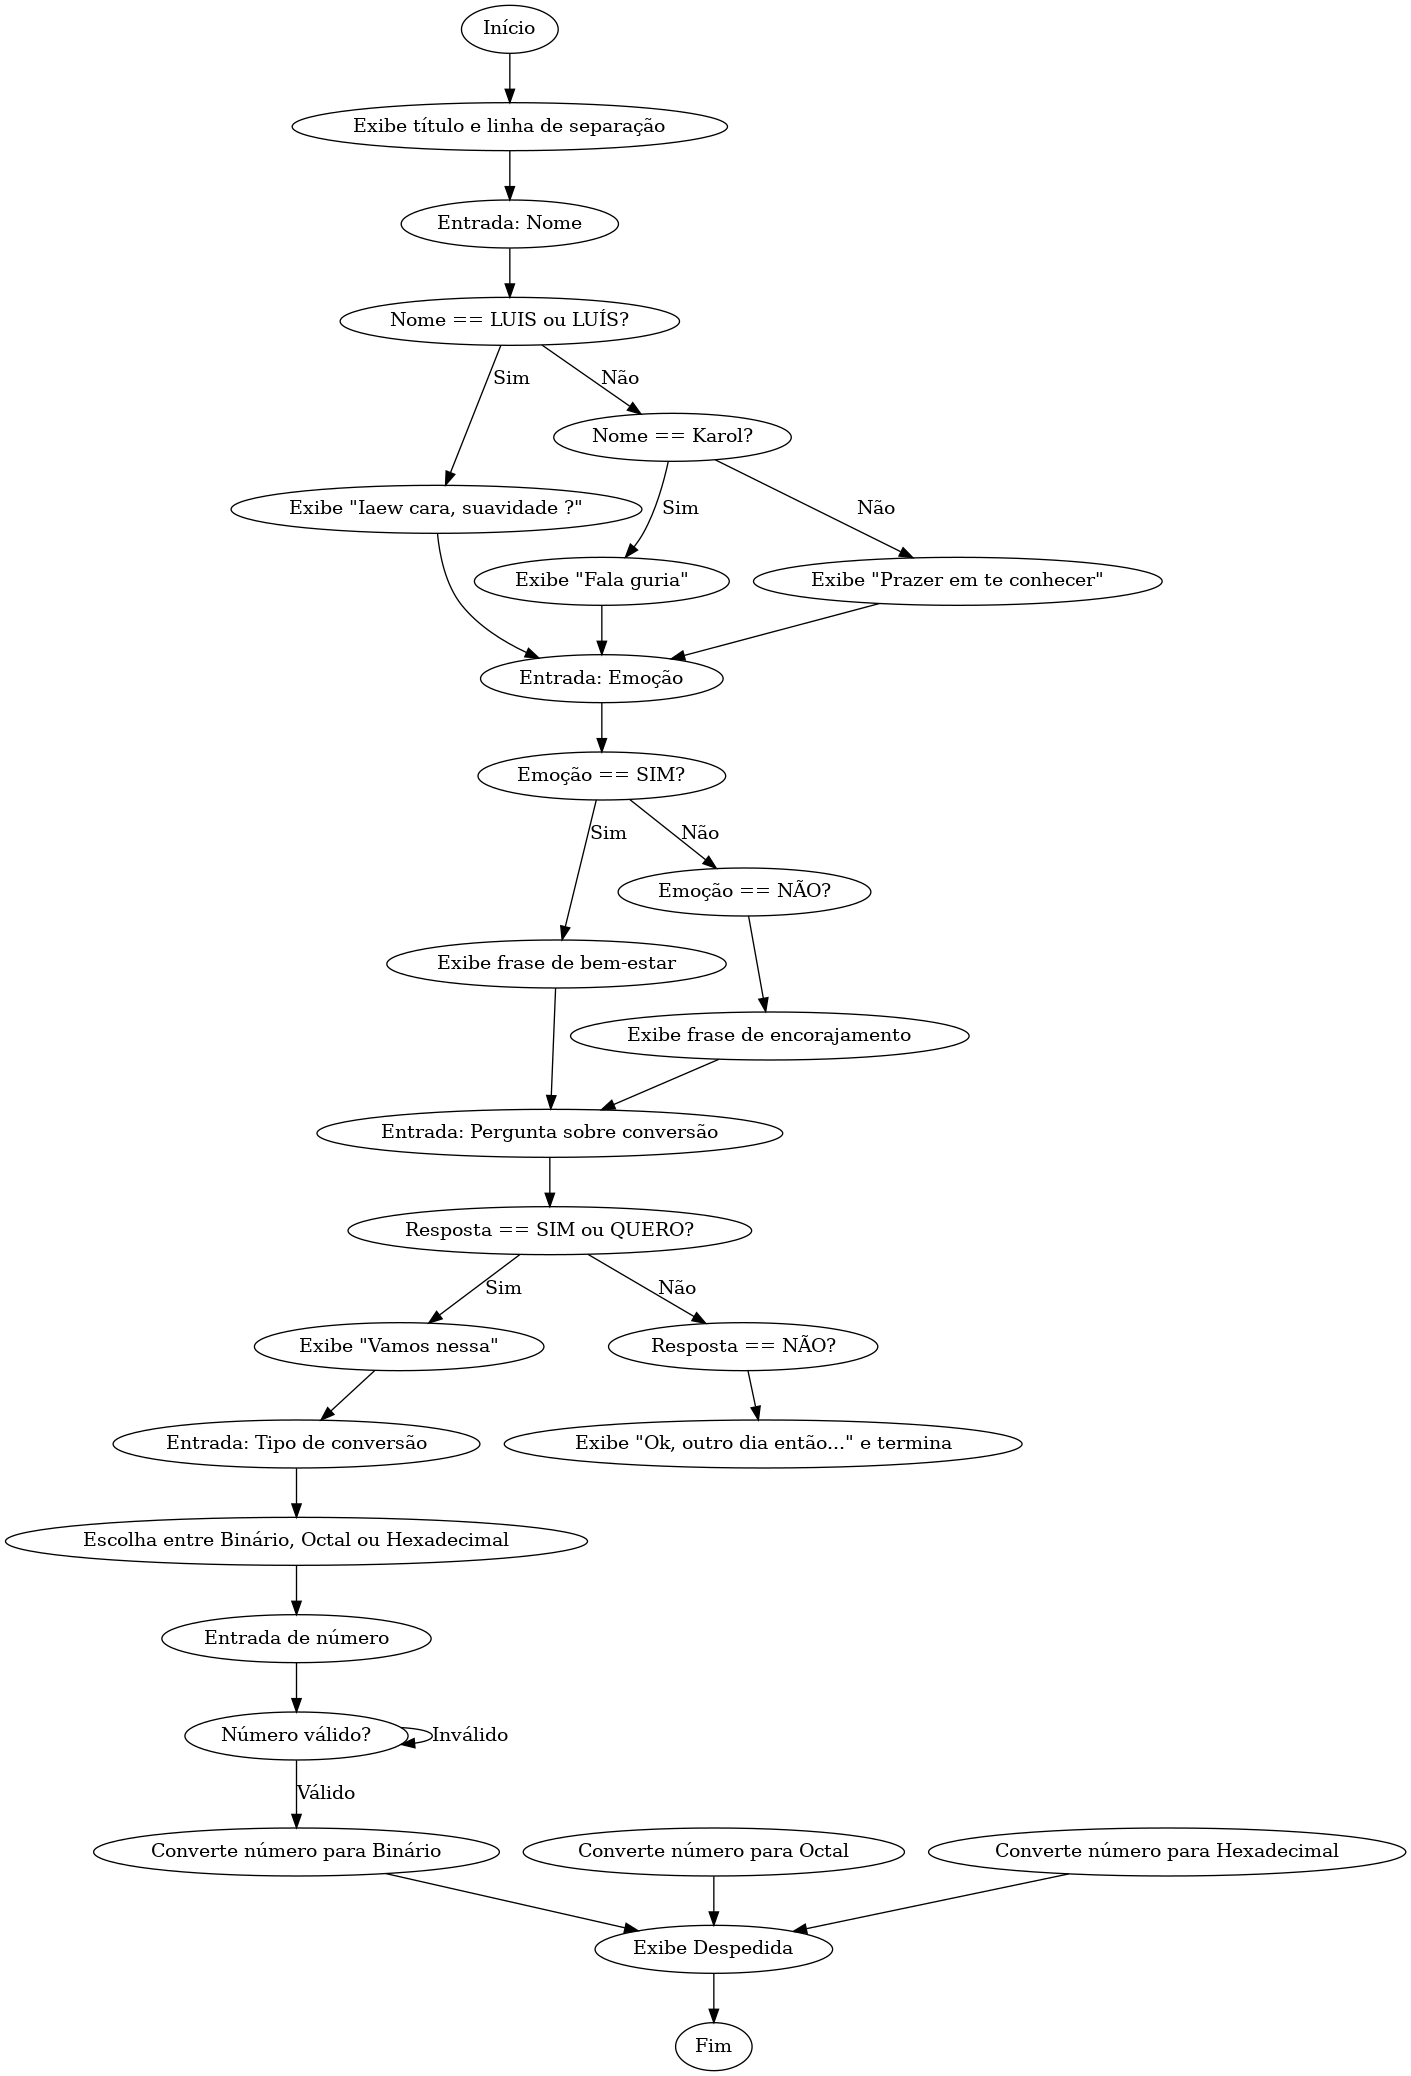 Início
Exibe título e linha de separação
Entrada: Nome
Nome == LUIS ou LUÍS?
Sim
Não
Nome == Karol?
Exibe "Iaew cara, suavidade ?"
Sim
Não
Exibe "Fala guria"
Exibe "Prazer em te conhecer"
Entrada: Emoção
Emoção == SIM?
Sim
Não
Emoção == NÃO?
Exibe frase de bem-estar
Exibe frase de encorajamento
Entrada: Pergunta sobre conversão
Resposta == SIM ou QUERO?
Sim
Não
Exibe "Vamos nessa"
Resposta == NÃO?
Entrada: Tipo de conversão
Exibe "Ok, outro dia então..." e termina
Escolha entre Binário, Octal ou Hexadecimal
Entrada de número
Número válido?
Inválido
Válido
Converte número para Binário
Converte número para Octal
Converte número para Hexadecimal
Exibe Despedida
Fim